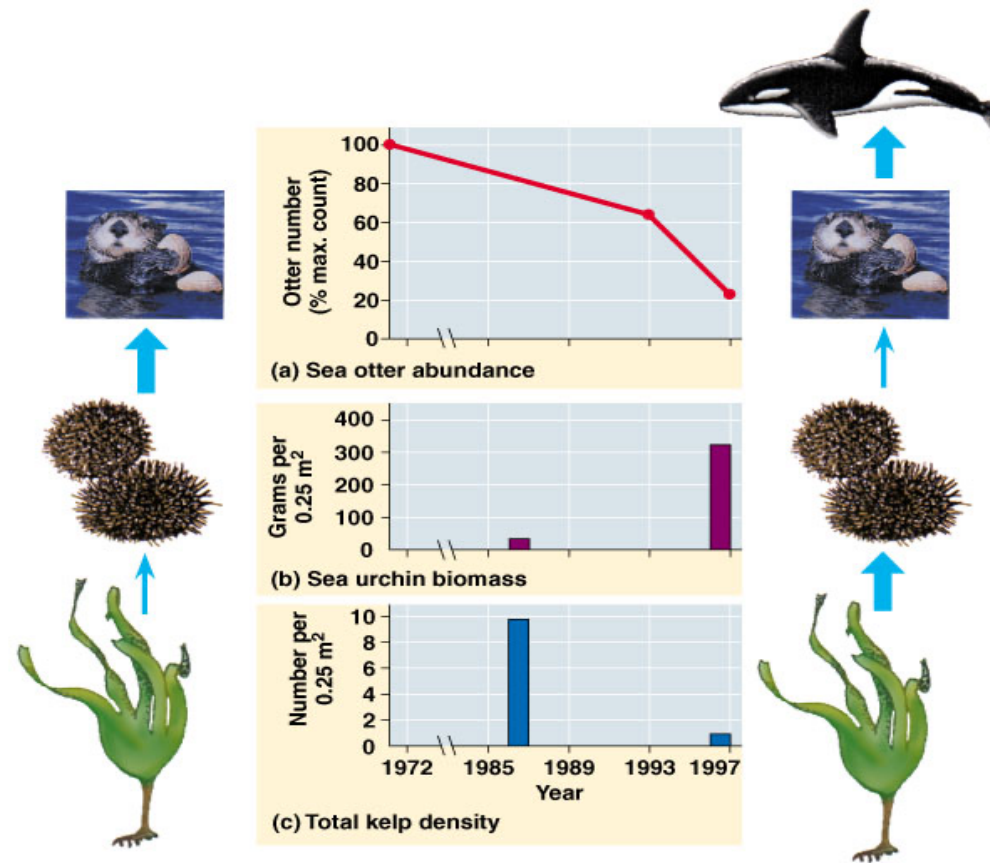 100
80
60
40
20
0
Otter number
(% max. count)
(a) Sea otter abundance
400
300
200
100
0
Grams per
0.25 m²
(b) Sea urchin biomass
10
8
6
4
2
0
Number per
0.25 m²
1972 1985 1989 1993 1997
Year
(c) Total kelp density